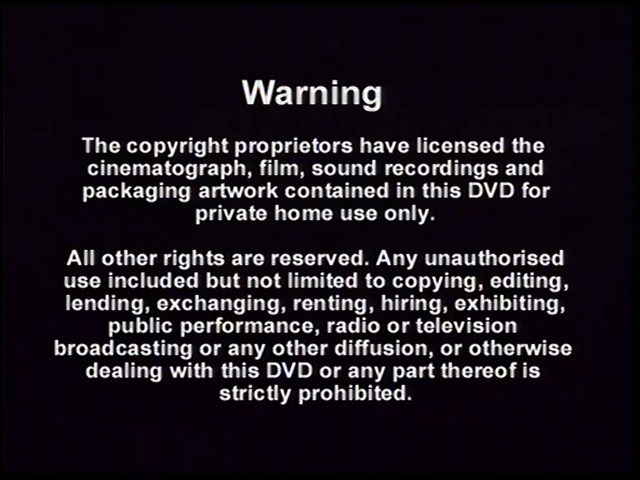 Warning
The copyright proprietors have licensed the
cinematograph, film, sound recordings and
packaging artwork contained in this DVD for
private home use only.
All other rights are reserved. Any unauthorised
use included but not limited to copying, editing,
lending, exchanging, renting, hiring, exhibiting,
public performance, radio or television
broadcasting or any other diffusion, or otherwise
dealing with this DVD or any part thereof is
strictly prohibited.